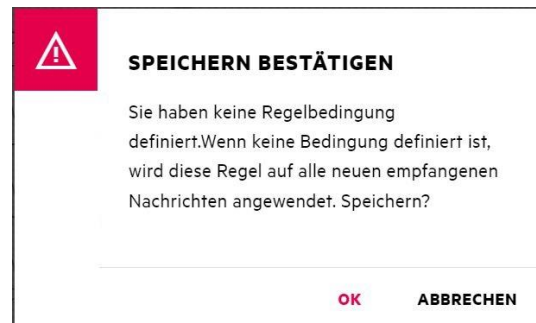 SPEICHERN BESTÄTIGEN
Sie haben keine Regelbedingung
definiert.Wenn keine Bedingung definiert ist,
wird diese Regel auf alle neuen empfangenen
Nachrichten angewendet. Speichern?
OK ABBRECHEN